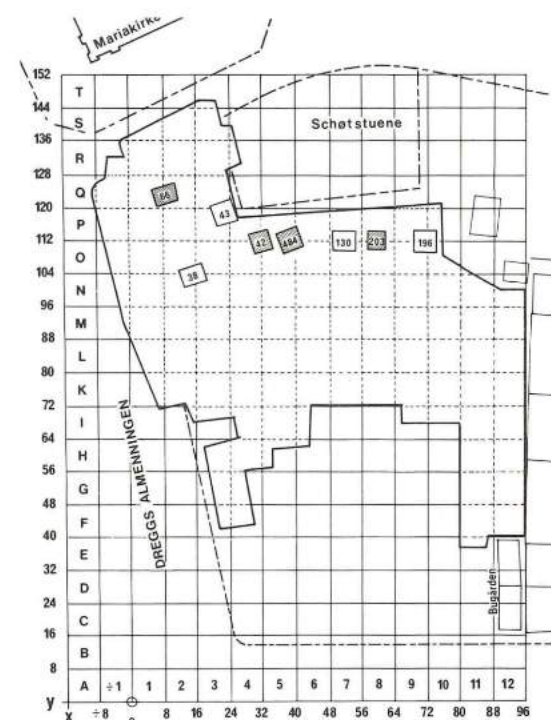 Mariakirke
152
T
144
S
Schøtstuene
136
R
128
Q
66
120
43
P
112
42
484
130
203
196
O
104
38
N
96
M
88
L
80
K
72
I
64
H
56
G
48
F
40
E
32
D
24
C
16
B
8
DREGGS ALMENNINGEN
Bugården
A ÷1 1 2 3 4 5 6 7 8 9 10 11 12
y
x ÷8 0 8 16 24 32 40 48 56 64 72 80 88 96